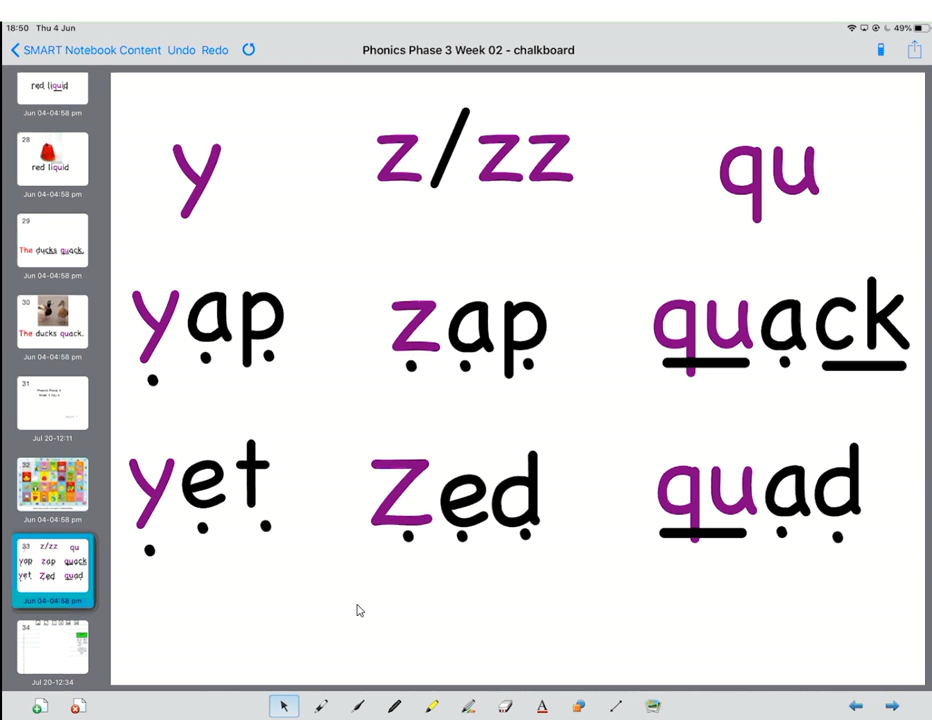 18:50 Thu 4 Jun
49%
SMART Notebook Content Undo Redo
Phonics Phase 3 Week 02 - chalkboard
red liquid
Jun 04-04:58 pm
28
red liquid
Jun 04-04:58 pm
29
The ducks quack.
Jun 04-04:58 pm
30
The ducks quack.
Jun 04-04:58 pm
31
Jul 20-12:11
32
Jun 04-04:58 pm
33 z/zz qu
yap zap quack
yet Zed quad
Jun 04-04:58 pm
34
Jul 20-12:34
y z/zz qu
yap zap quack
yet Zed quad
A